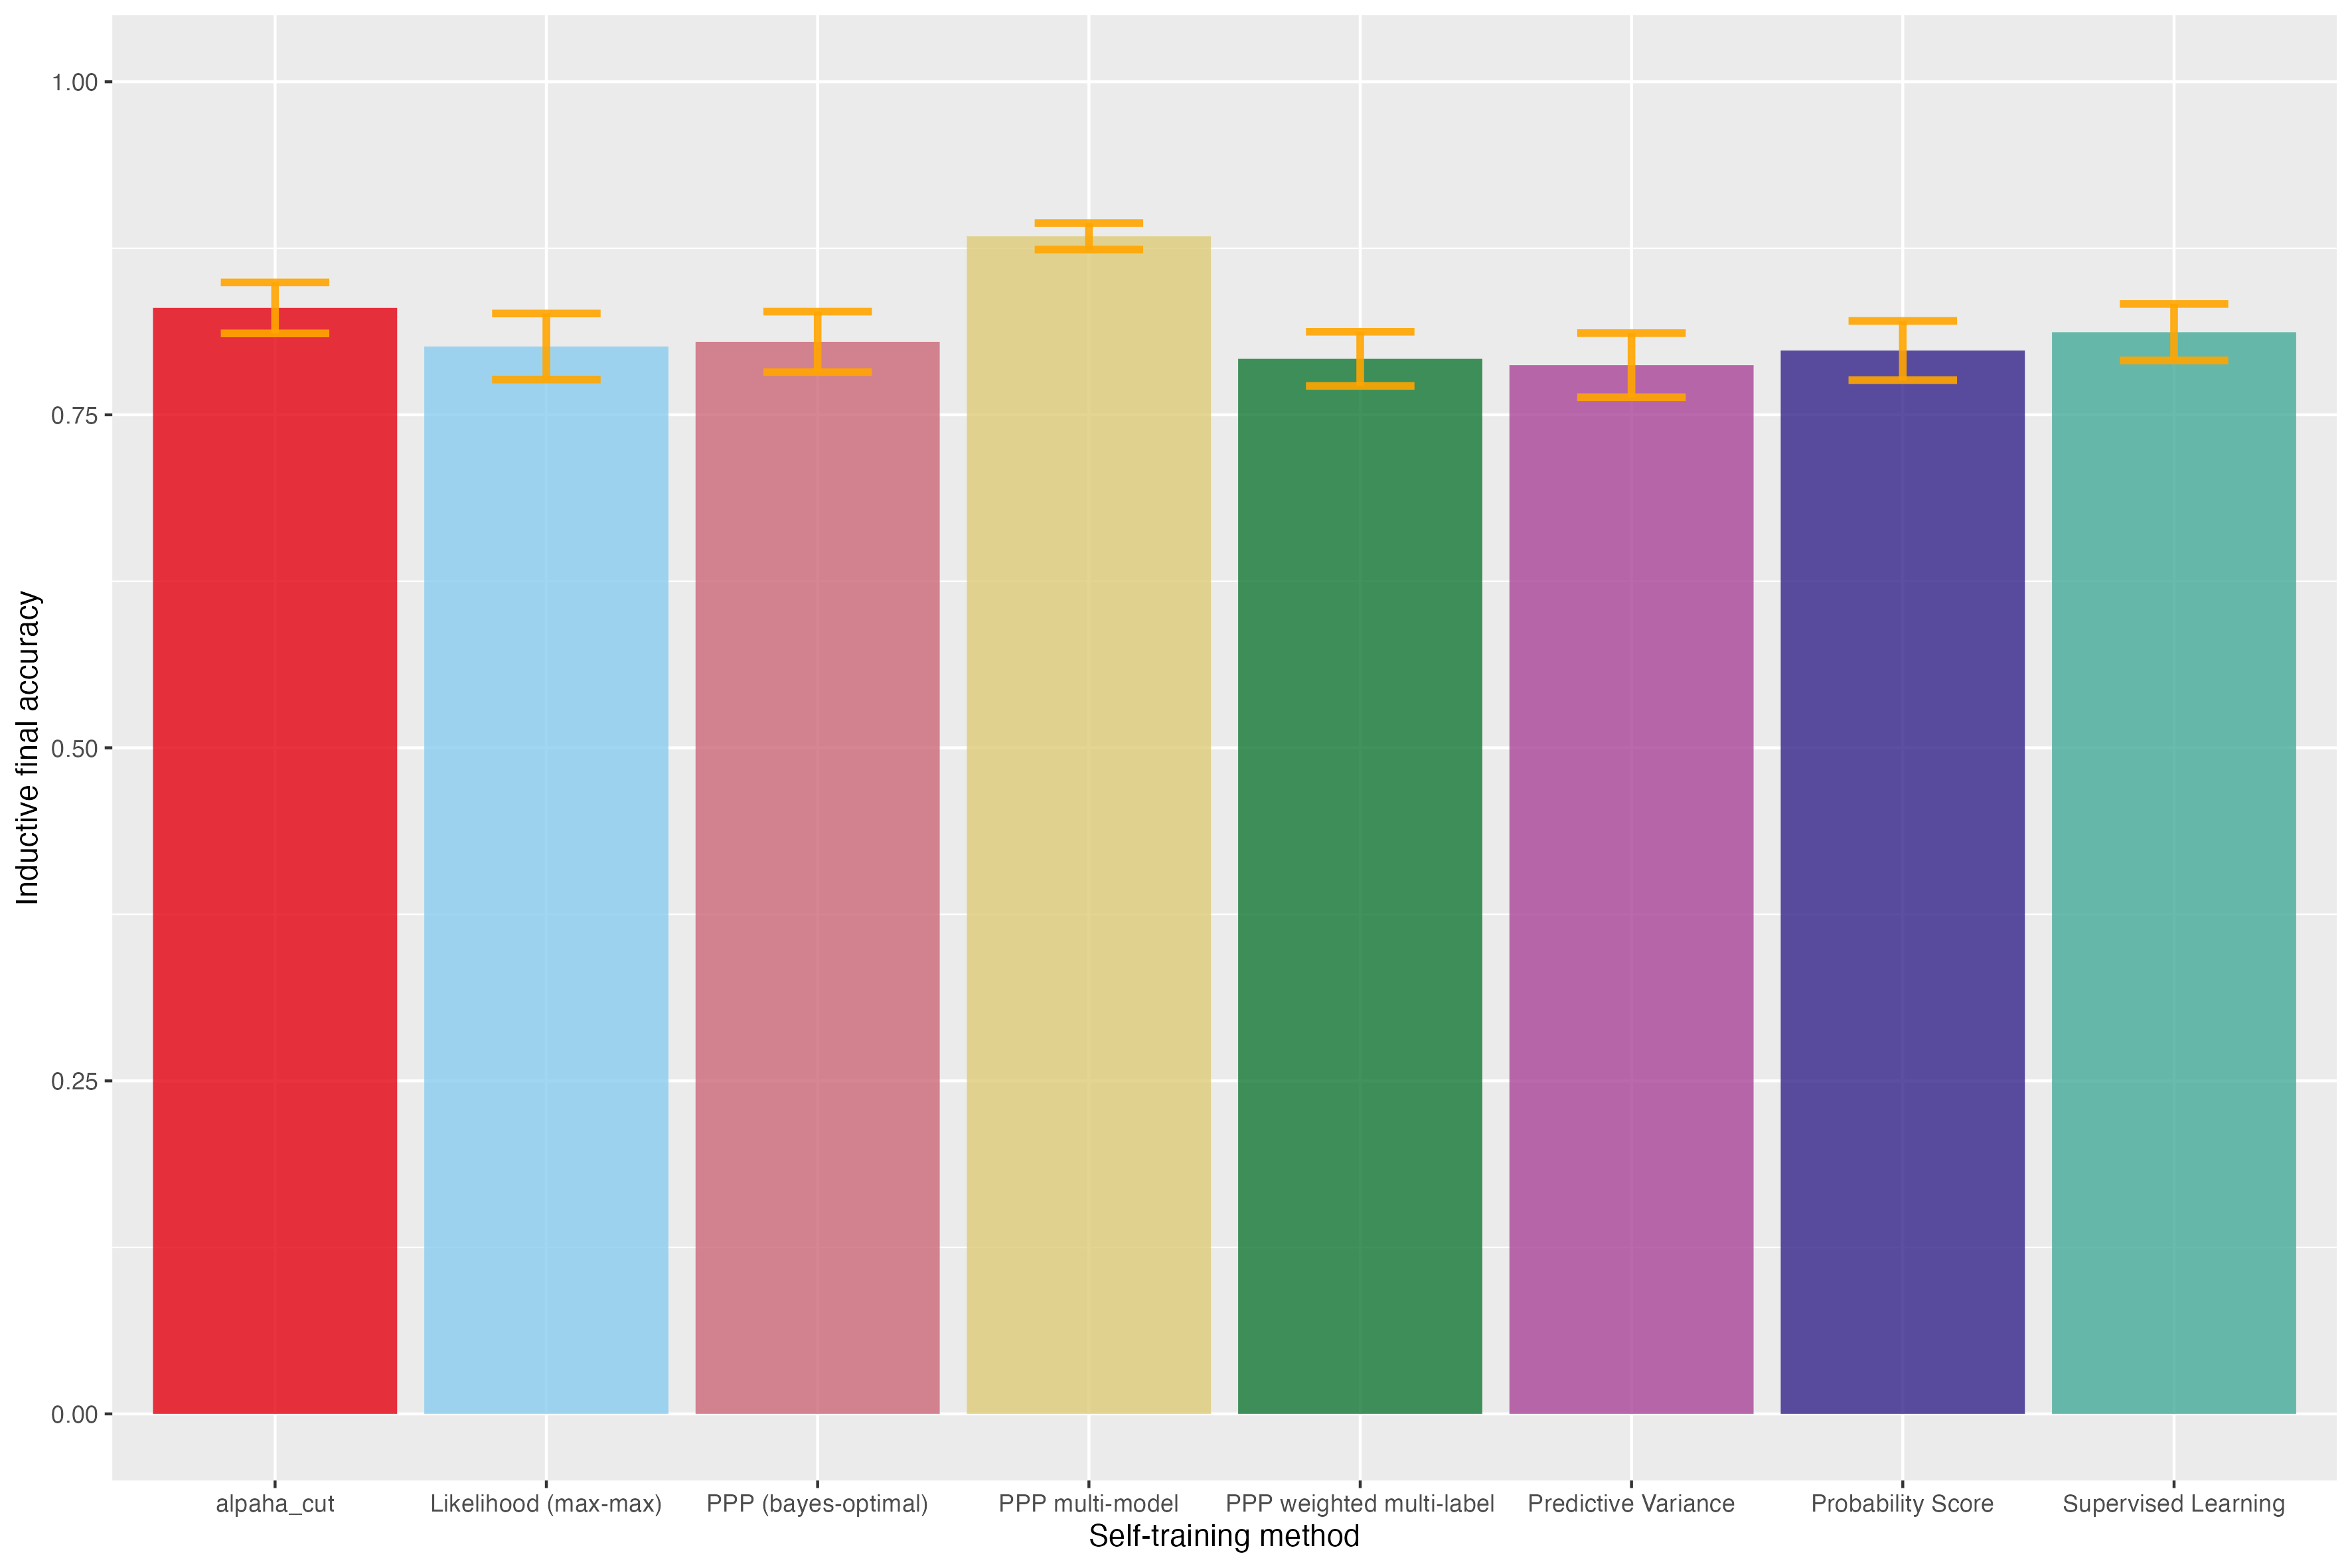 Inductive final accuracy
1.00
0.75
0.50
0.25
0.00
alpaha_cut
Likelihood (max-max)
PPP (bayes-optimal)
PPP multi-model
PPP weighted multi-label
Predictive Variance
Probability Score
Supervised Learning
Self-training method